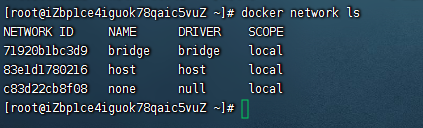 [root@iZbp1ce4iguok78qaic5vuZ ~]# docker network ls
NETWORK ID NAME DRIVER SCOPE
71920b1bc3d9 bridge bridge local
83e1d1780216 host host local
c83d22cb8f08 none null local
[root@iZbp1ce4iguok78qaic5vuZ ~]#